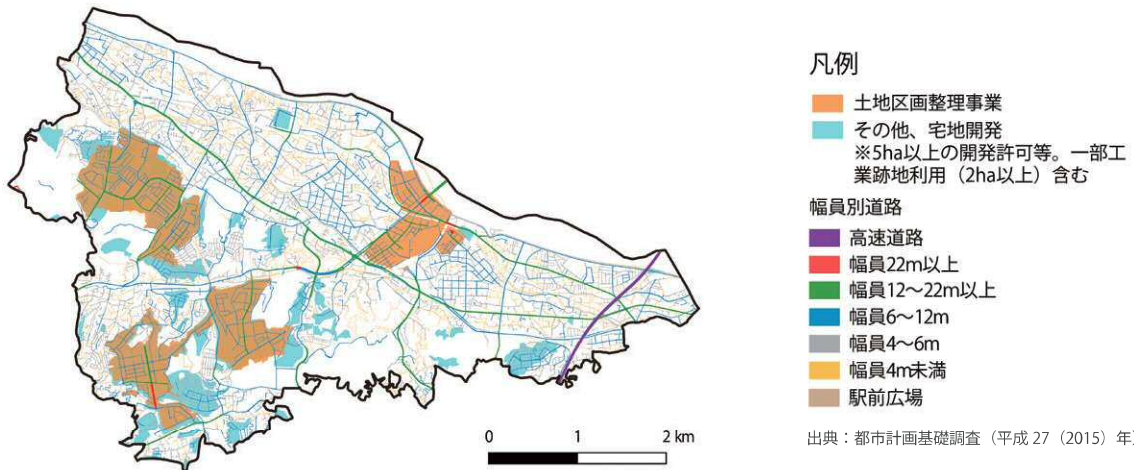 凡例
土地区画整理事業
その他、宅地開発
※5ha以上の開発許可等。一部工
業跡地利用（2ha以上）含む
幅員別道路
高速道路
幅員22m以上
幅員12～22m以上
幅員6～12m
幅員4～6m
幅員4m未満
駅前広場
0 1 2 km
出典：都市計画基礎調査（平成 27（2015）年）